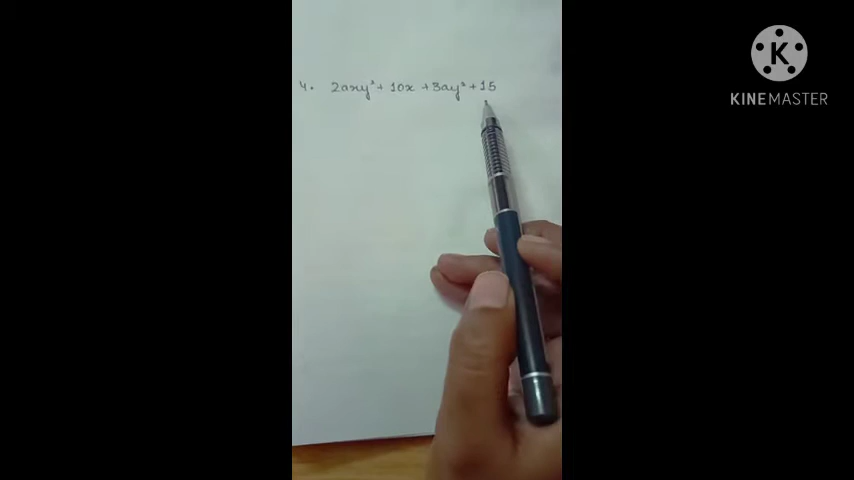 4. 2axy² + 10x + 3ay² + 15
K
KINEMASTER